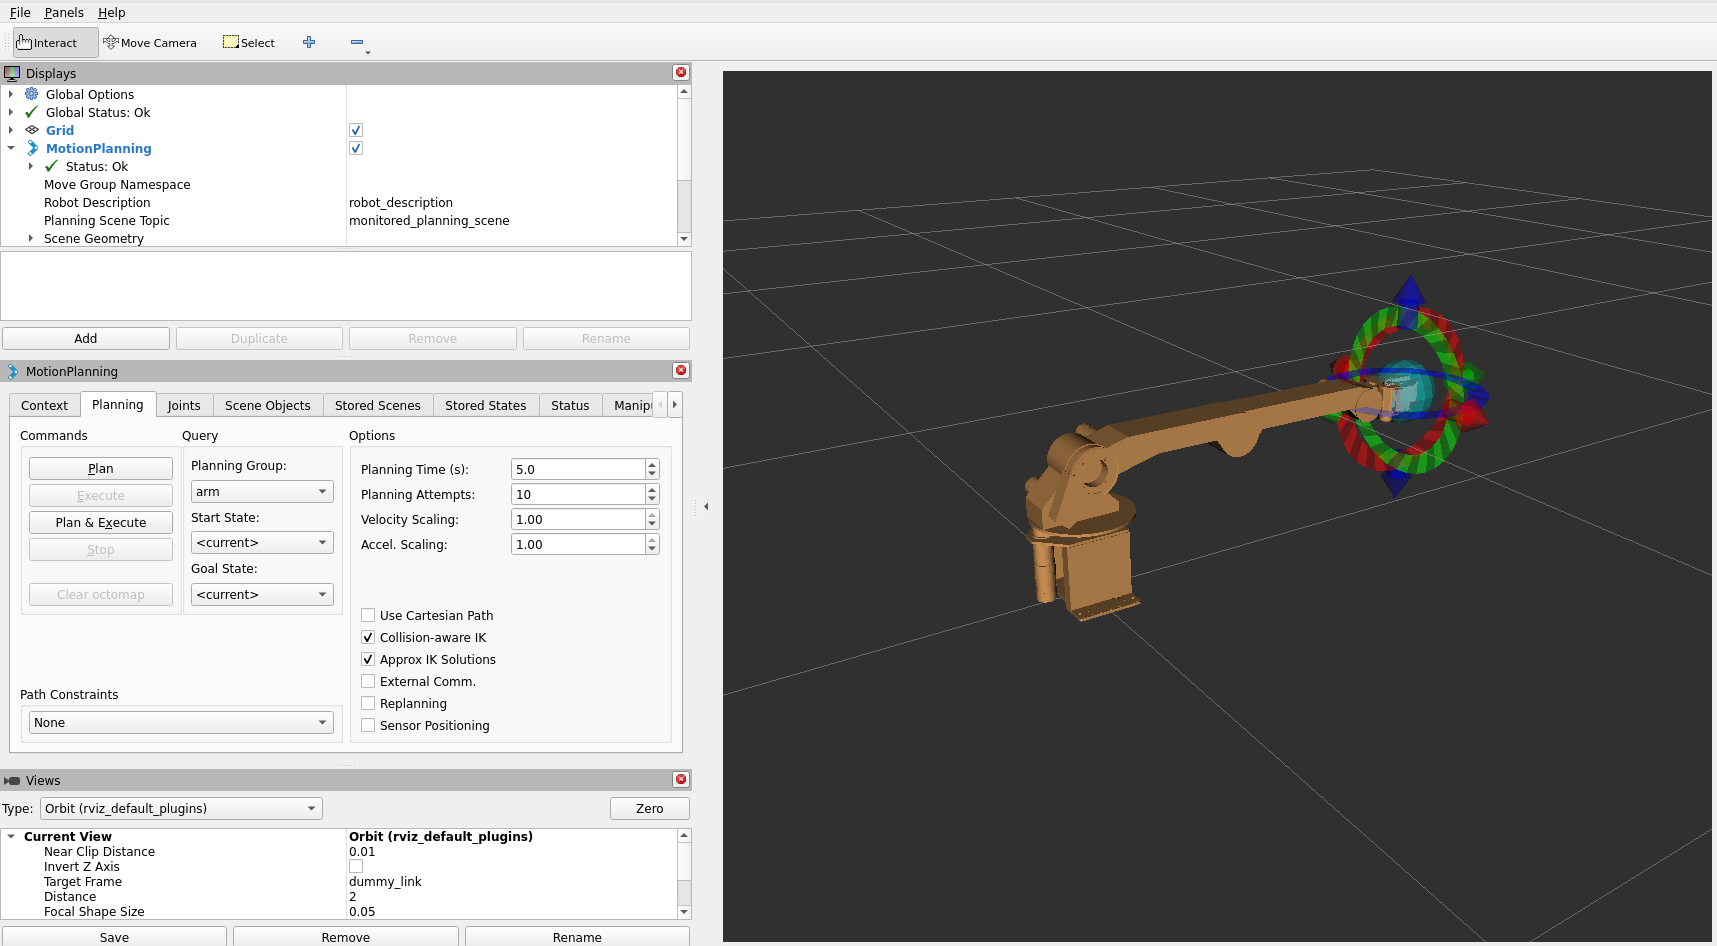 File Panels Help
Interact Move Camera Select
Displays
Global Options
Global Status: Ok
Grid
MotionPlanning
Status: Ok
Move Group Namespace
Robot Description robot_description
Planning Scene Topic monitored_planning_scene
Scene Geometry
Add Duplicate Remove Rename
MotionPlanning
Context Planning Joints Scene Objects Stored Scenes Stored States Status Manip
Commands Query Options
Plan
Execute
Plan & Execute
Stop
Clear octomap
Planning Group:
arm
Start State:
<current>
Goal State:
<current>
Planning Time (s): 5.0
Planning Attempts: 10
Velocity Scaling: 1.00
Accel. Scaling: 1.00
Use Cartesian Path
Collision-aware IK
Approx IK Solutions
External Comm.
Replanning
Sensor Positioning
Path Constraints
None
Views
Type: Orbit (rviz_default_plugins) Zero
Current View Orbit (rviz_default_plugins)
Near Clip Distance 0.01
Invert Z Axis
Target Frame dummy_link
Distance 2
Focal Shape Size 0.05
Save Remove Rename